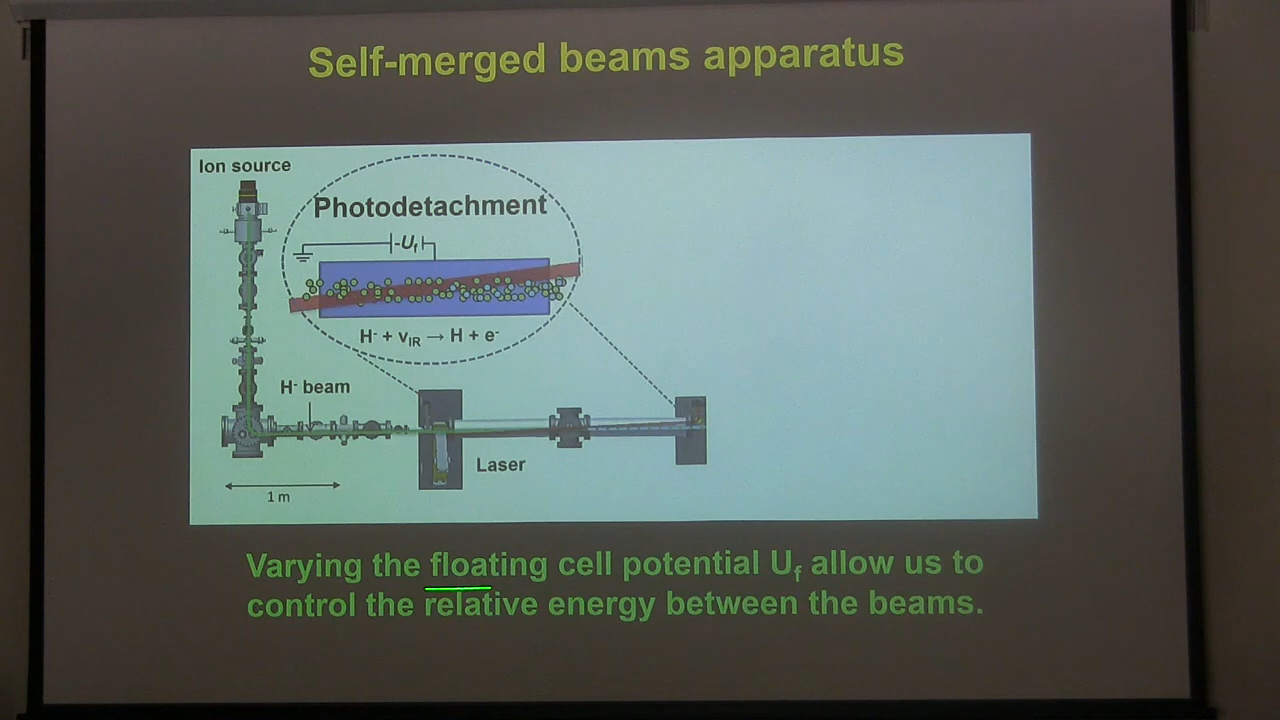 Self-merged beams apparatus
Ion source
Photodetachment
-Uf
H- + νIR → H + e-
H- beam
Laser
1 m
Varying the floating cell potential Uf allow us to
control the relative energy between the beams.